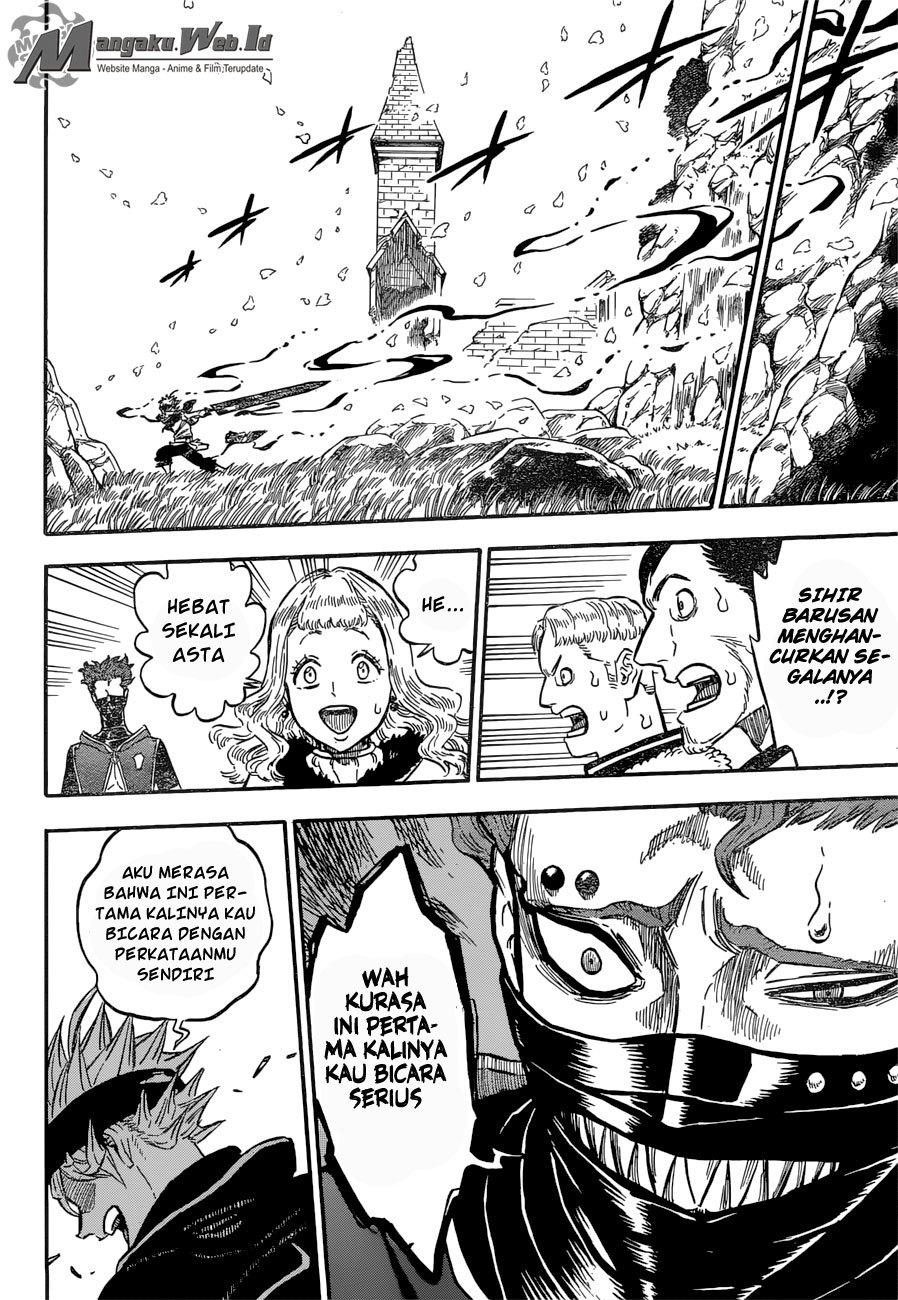 Mangaku.Web.Id
Website Manga - Anime & Film Terupdate
SIHIR
BARUSAN
MENGHAN-
CURKAN SE-
GALANYA
..!?
HE...
HEBAT
SEKALI
ASTA
WAH
KURASA
INI PERTA-
MA KALINYA
KAU BICARA
SERIUS
AKU MERASA
BAHWA INI PER-
TAMA KALINYA KAU
BICARA DENGAN
PERKATAANMU
SENDIRI